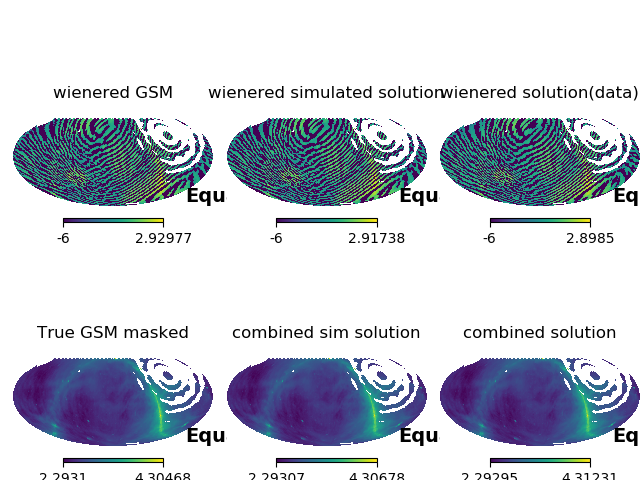 wienered GSM wienered simulated solution wienered solution(data)
Equ Equ Eq
-6 2.92977 -6 2.91738 -6 2.8985
True GSM masked combined sim solution combined solution
Equ Equ Eq
2.2931 4.30468 2.29307 4.30678 2.29295 4.31231